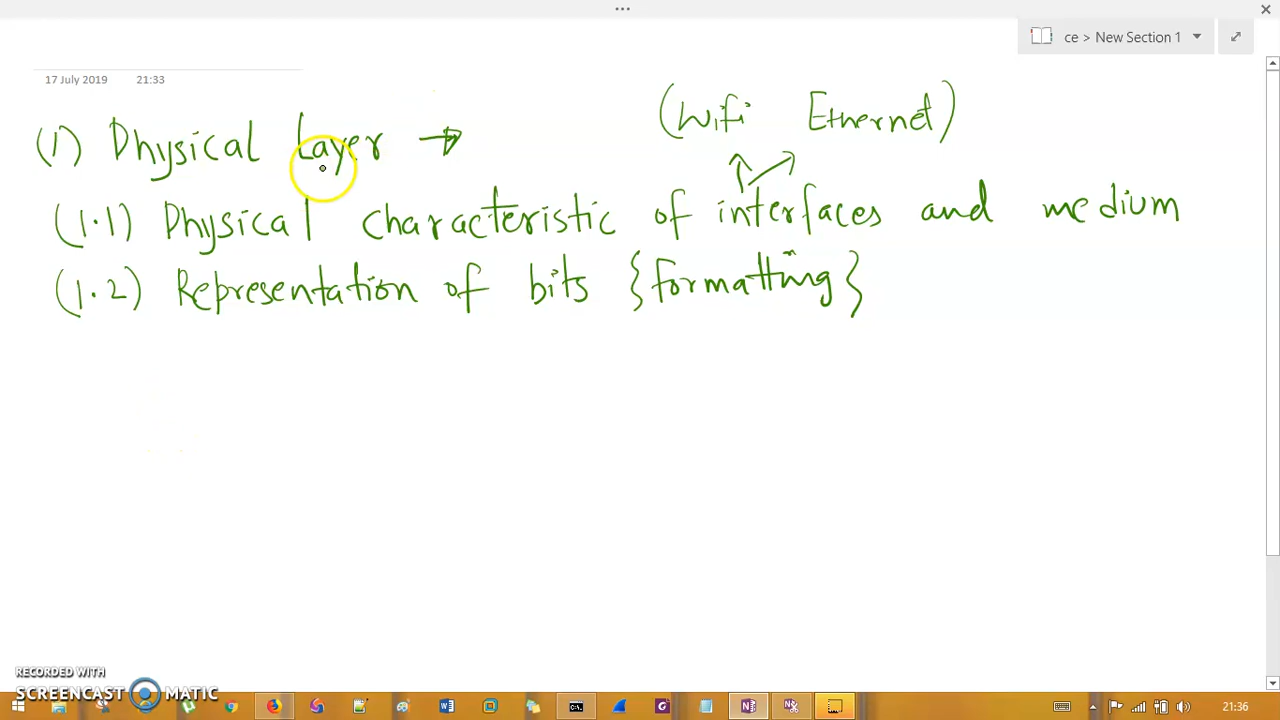 ce > New Section 1
17 July 2019 21:33
(Wifi Ethernet)
(1) Physical Layer →
(1.1) Physical characteristic of interfaces and medium
(1.2) Representation of bits {formatting}
RECORDED WITH
SCREENCAST MATIC
21:36